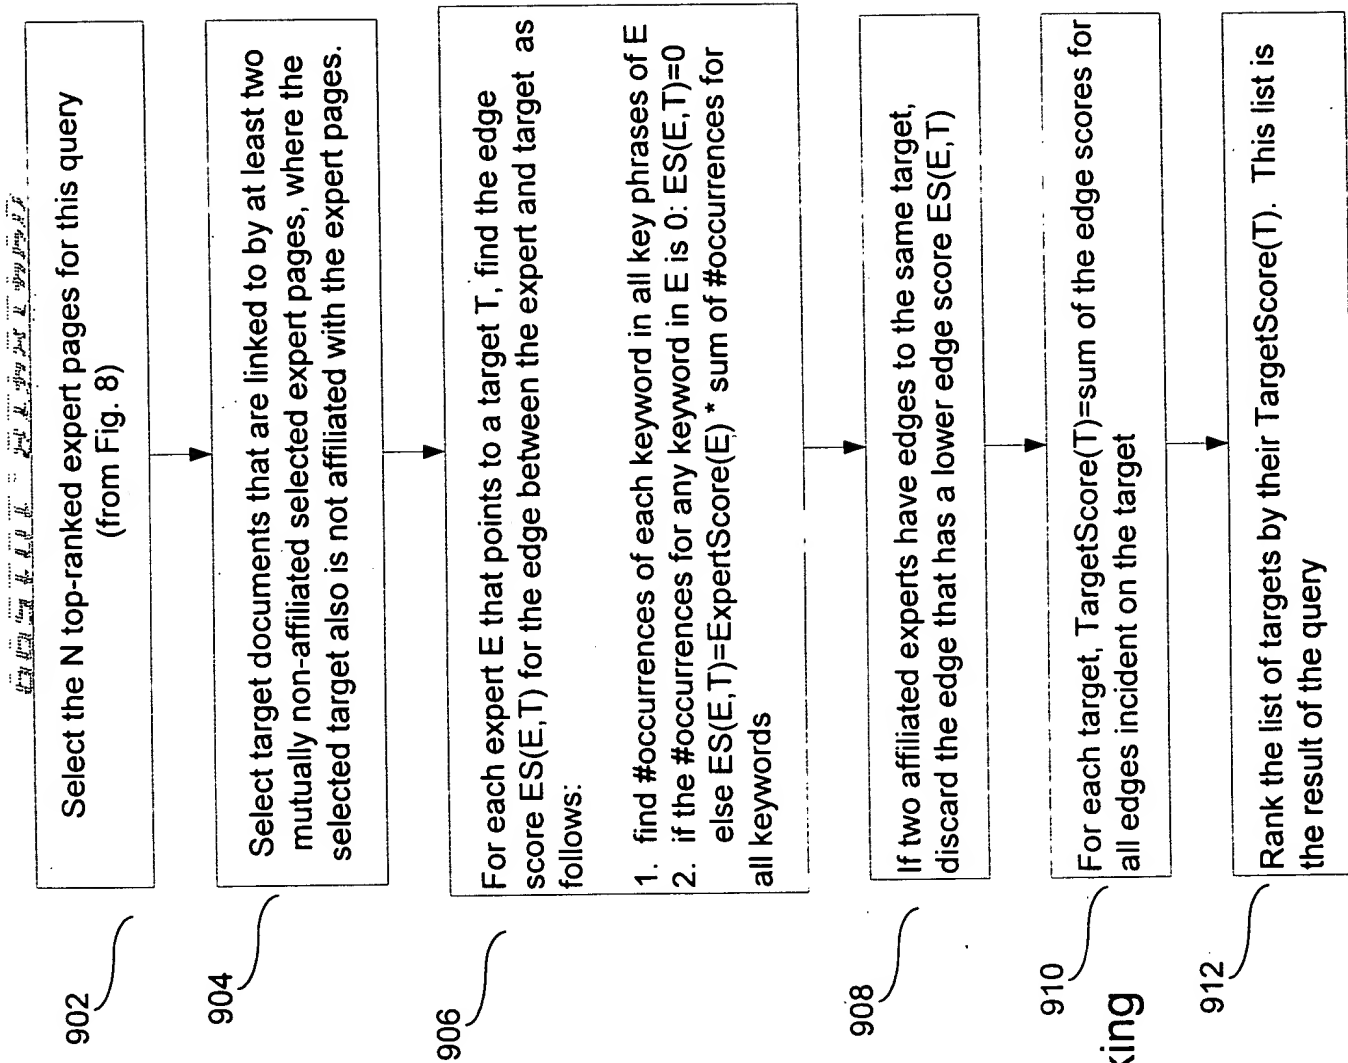 902
Select the N top-ranked expert pages for this query
(from Fig. 8)
904
Select target documents that are linked to by at least two
mutually non-affiliated selected expert pages, where the
selected target also is not affiliated with the expert pages.
906
For each expert E that points to a target T, find the edge
score ES(E,T) for the edge between the expert and target as
follows:
1. find #occurrences of each keyword in all key phrases of E
2. if the #occurrences for any keyword in E is 0: ES(E,T)=0
else ES(E,T)=ExpertScore(E) * sum of #occurrences for
all keywords
908
If two affiliated experts have edges to the same target,
discard the edge that has a lower edge score ES(E,T)
910
For each target, TargetScore(T)=sum of the edge scores for
all edges incident on the target
912
Rank the list of targets by their TargetScore(T). This list is
the result of the query
king